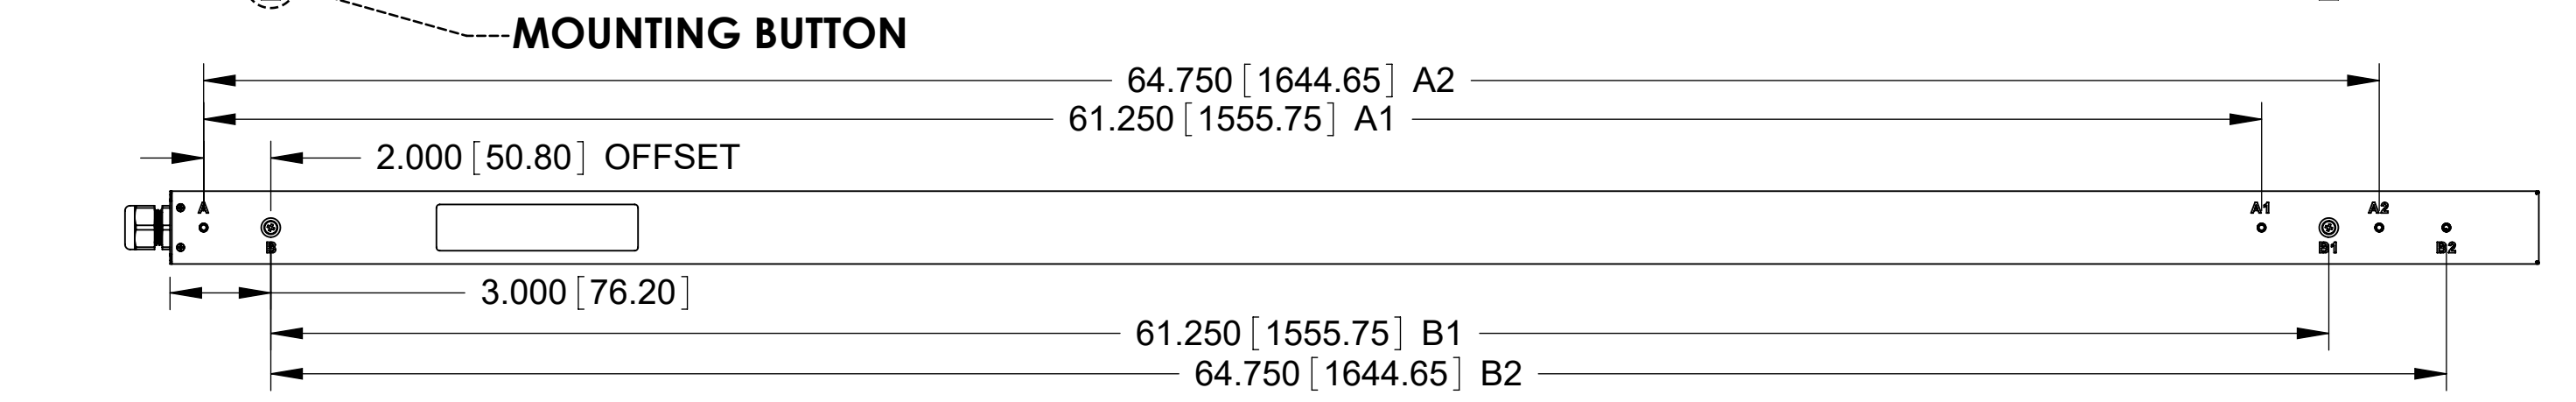 MOUNTING BUTTON
64.750 [1644.65] A2
61.250 [1555.75] A1
2.000 [50.80] OFFSET
A A1 A2
B B1 B2
3.000 [76.20]
61.250 [1555.75] B1
64.750 [1644.65] B2